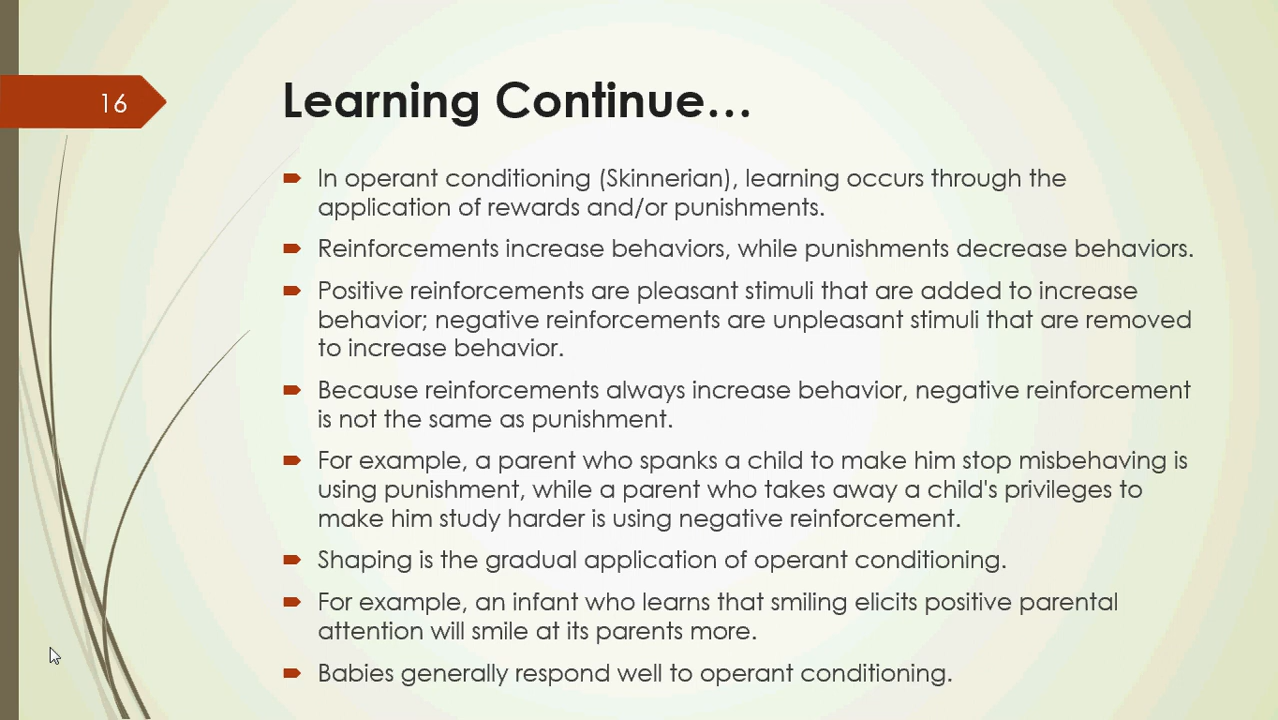 16
Learning Continue…
In operant conditioning (Skinnerian), learning occurs through the
application of rewards and/or punishments.
Reinforcements increase behaviors, while punishments decrease behaviors.
Positive reinforcements are pleasant stimuli that are added to increase
behavior; negative reinforcements are unpleasant stimuli that are removed
to increase behavior.
Because reinforcements always increase behavior, negative reinforcement
is not the same as punishment.
For example, a parent who spanks a child to make him stop misbehaving is
using punishment, while a parent who takes away a child's privileges to
make him study harder is using negative reinforcement.
Shaping is the gradual application of operant conditioning.
For example, an infant who learns that smiling elicits positive parental
attention will smile at its parents more.
Babies generally respond well to operant conditioning.